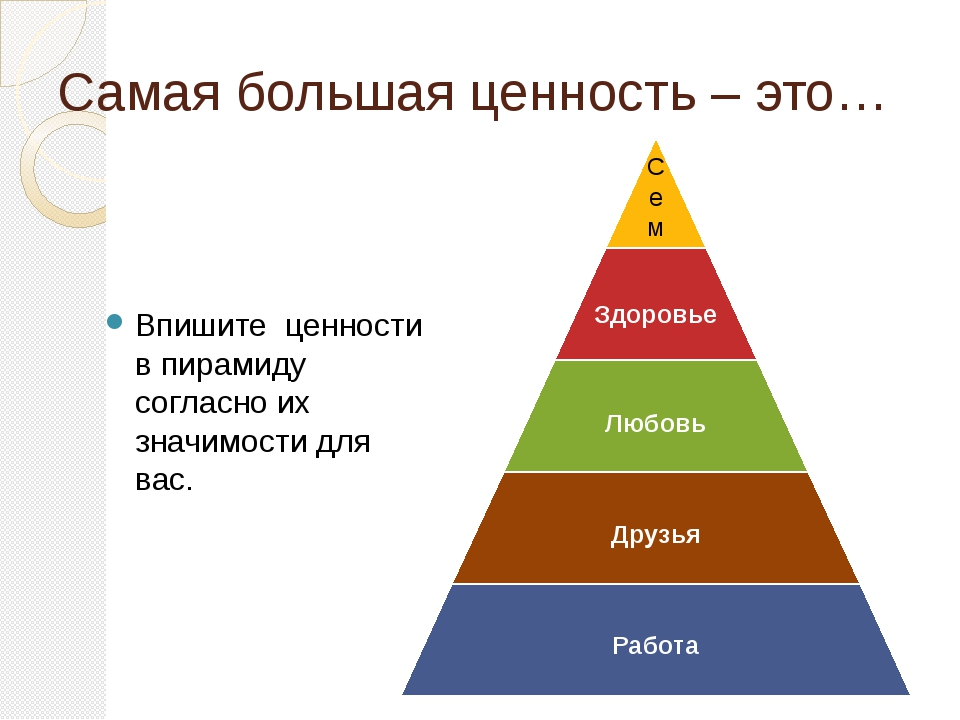 Самая большая ценность – это…
Впишите ценности
в пирамиду
согласно их
значимости для
вас.
С
е
м
Здоровье
Любовь
Друзья
Работа